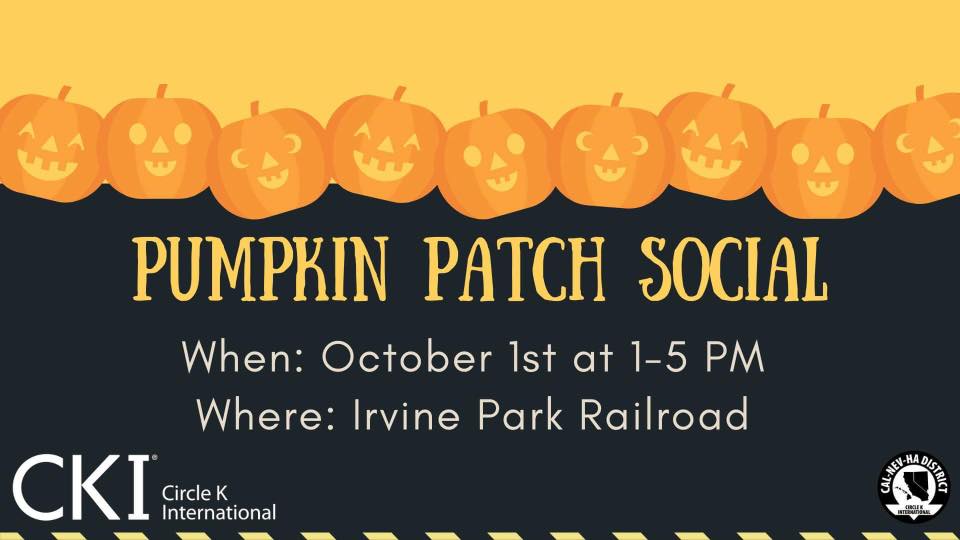 PUMPKIN PATCH SOCIAL
When: October 1st at 1-5 PM
Where: Irvine Park Railroad
CKI®
Circle K
International
CAL-NEV-HA DISTRICT
CIRCLE K
INTERNATIONAL